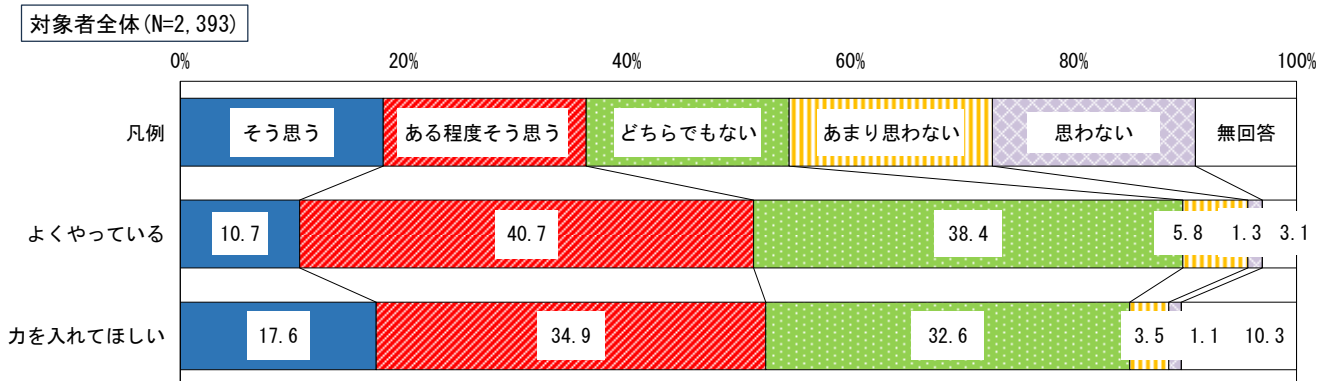 対象者全体(N=2,393)
0% 20% 40% 60% 80% 100%
凡例 そう思う ある程度そう思う どちらでもない あまり思わない 思わない 無回答
よくやっている 10.7 40.7 38.4 5.8 1.3 3.1
力を入れてほしい 17.6 34.9 32.6 3.5 1.1 10.3